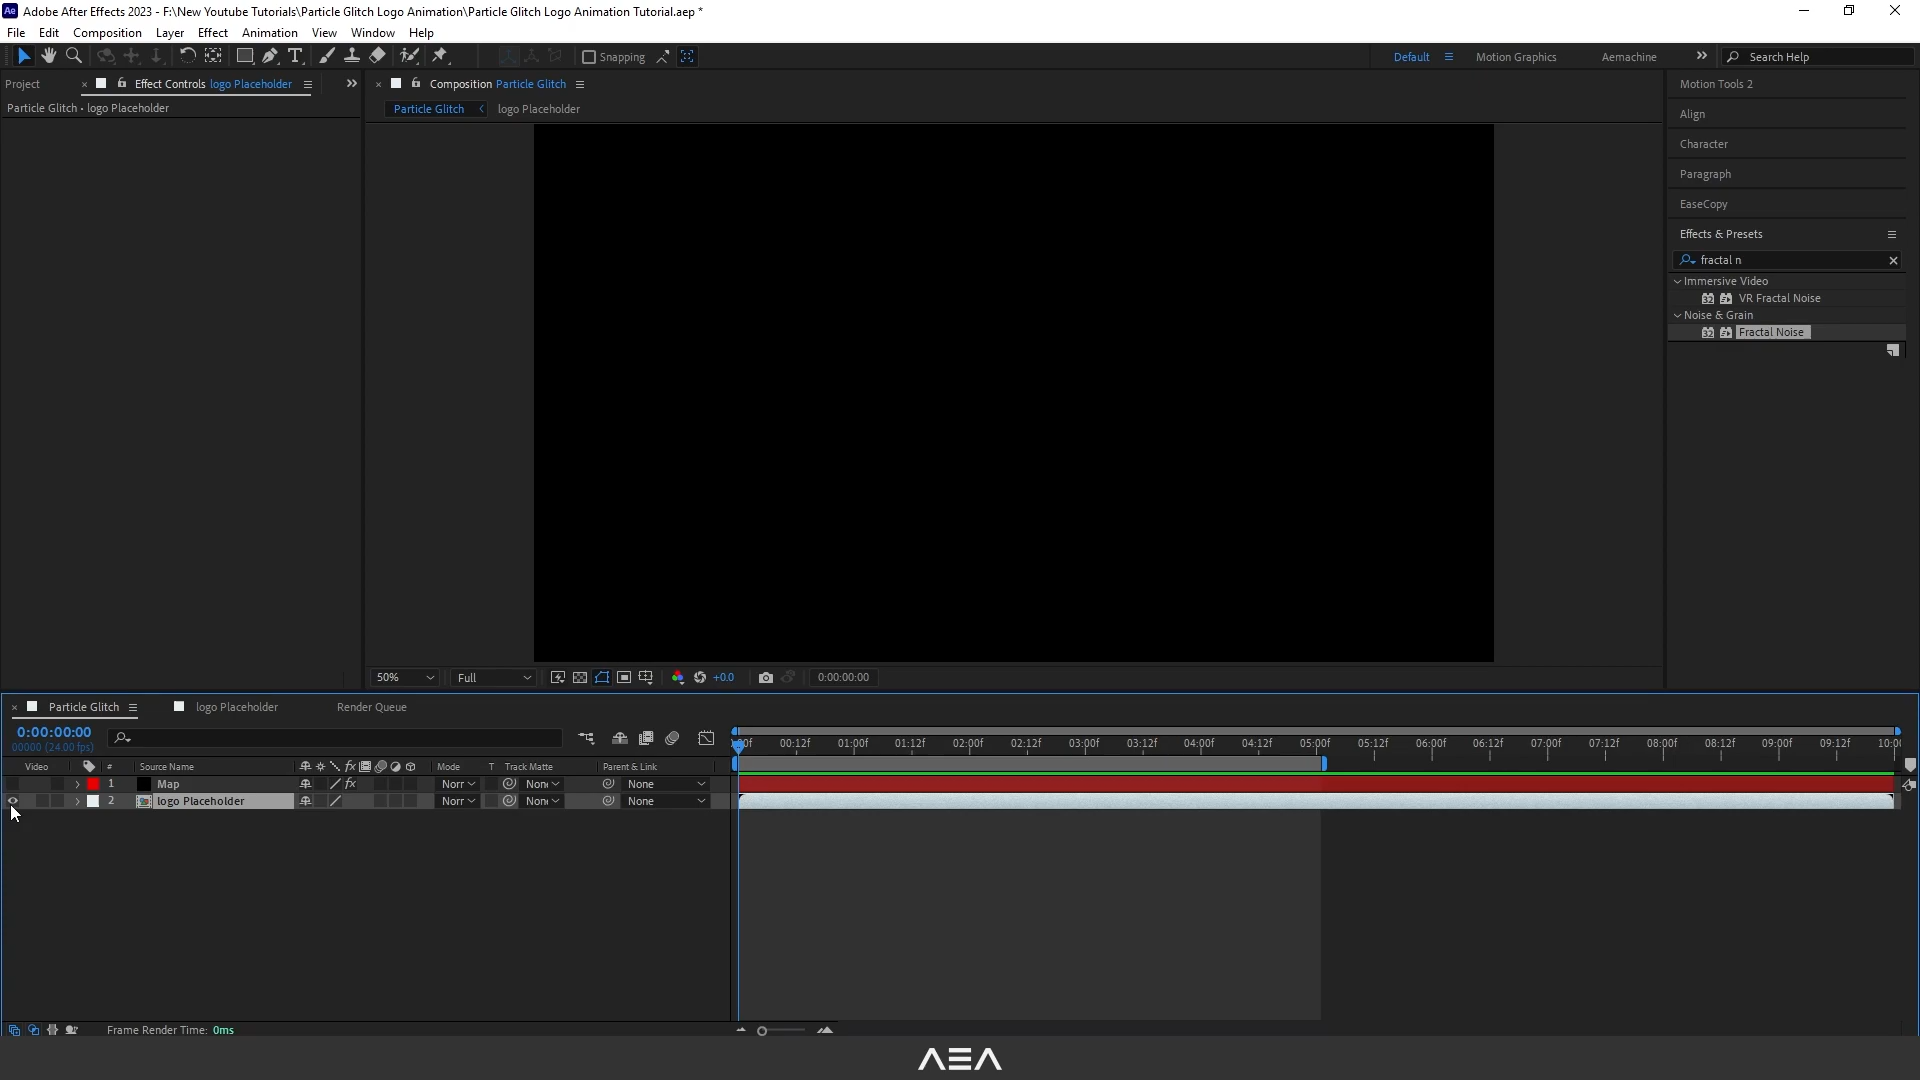 Ae Adobe After Effects 2023 - F:\New Youtube Tutorials\Particle Glitch Logo Animation\Particle Glitch Logo Animation Tutorial.aep *
File Edit Composition Layer Effect Animation View Window Help
Snapping Default Motion Graphics Aemachine Search Help
Project Effect Controls logo Placeholder Composition Particle Glitch Motion Tools 2
Particle Glitch • logo Placeholder Particle Glitch logo Placeholder
Align
Character
Paragraph
EaseCopy
Effects & Presets
fractal n
Immersive Video
32 VR Fractal Noise
Noise & Grain
32 Fractal Noise
50% Full +0.0 0:00:00:00
Particle Glitch logo Placeholder Render Queue
0:00:00:00
00000 (24.00 fps)
00:12f 01:00f 01:12f 02:00f 02:12f 03:00f 03:12f 04:00f 04:12f 05:00f 05:12f 06:00f 06:12f 07:00f 07:12f 08:00f 08:12f 09:00f 09:12f
Video # Source Name fx Mode T Track Matte Parent & Link
1 Map fx Norr None None
2 logo Placeholder Norr None None
Frame Render Time: 0ms